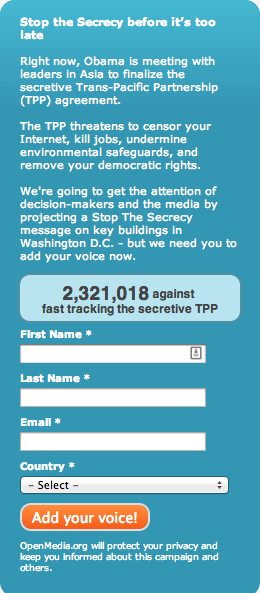 Stop the Secrecy before it's too
late
Right now, Obama is meeting with
leaders in Asia to finalize the
secretive Trans-Pacific Partnership
(TPP) agreement.
The TPP threatens to censor your
Internet, kill jobs, undermine
environmental safeguards, and
remove your democratic rights.
We're going to get the attention of
decision-makers and the media by
projecting a Stop The Secrecy
message on key buildings in
Washington D.C. - but we need you to
add your voice now.
2,321,018 against
fast tracking the secretive TPP
First Name *
Last Name *
Email *
Country *
– Select –
Add your voice!
OpenMedia.org will protect your privacy and
keep you informed about this campaign and
others.